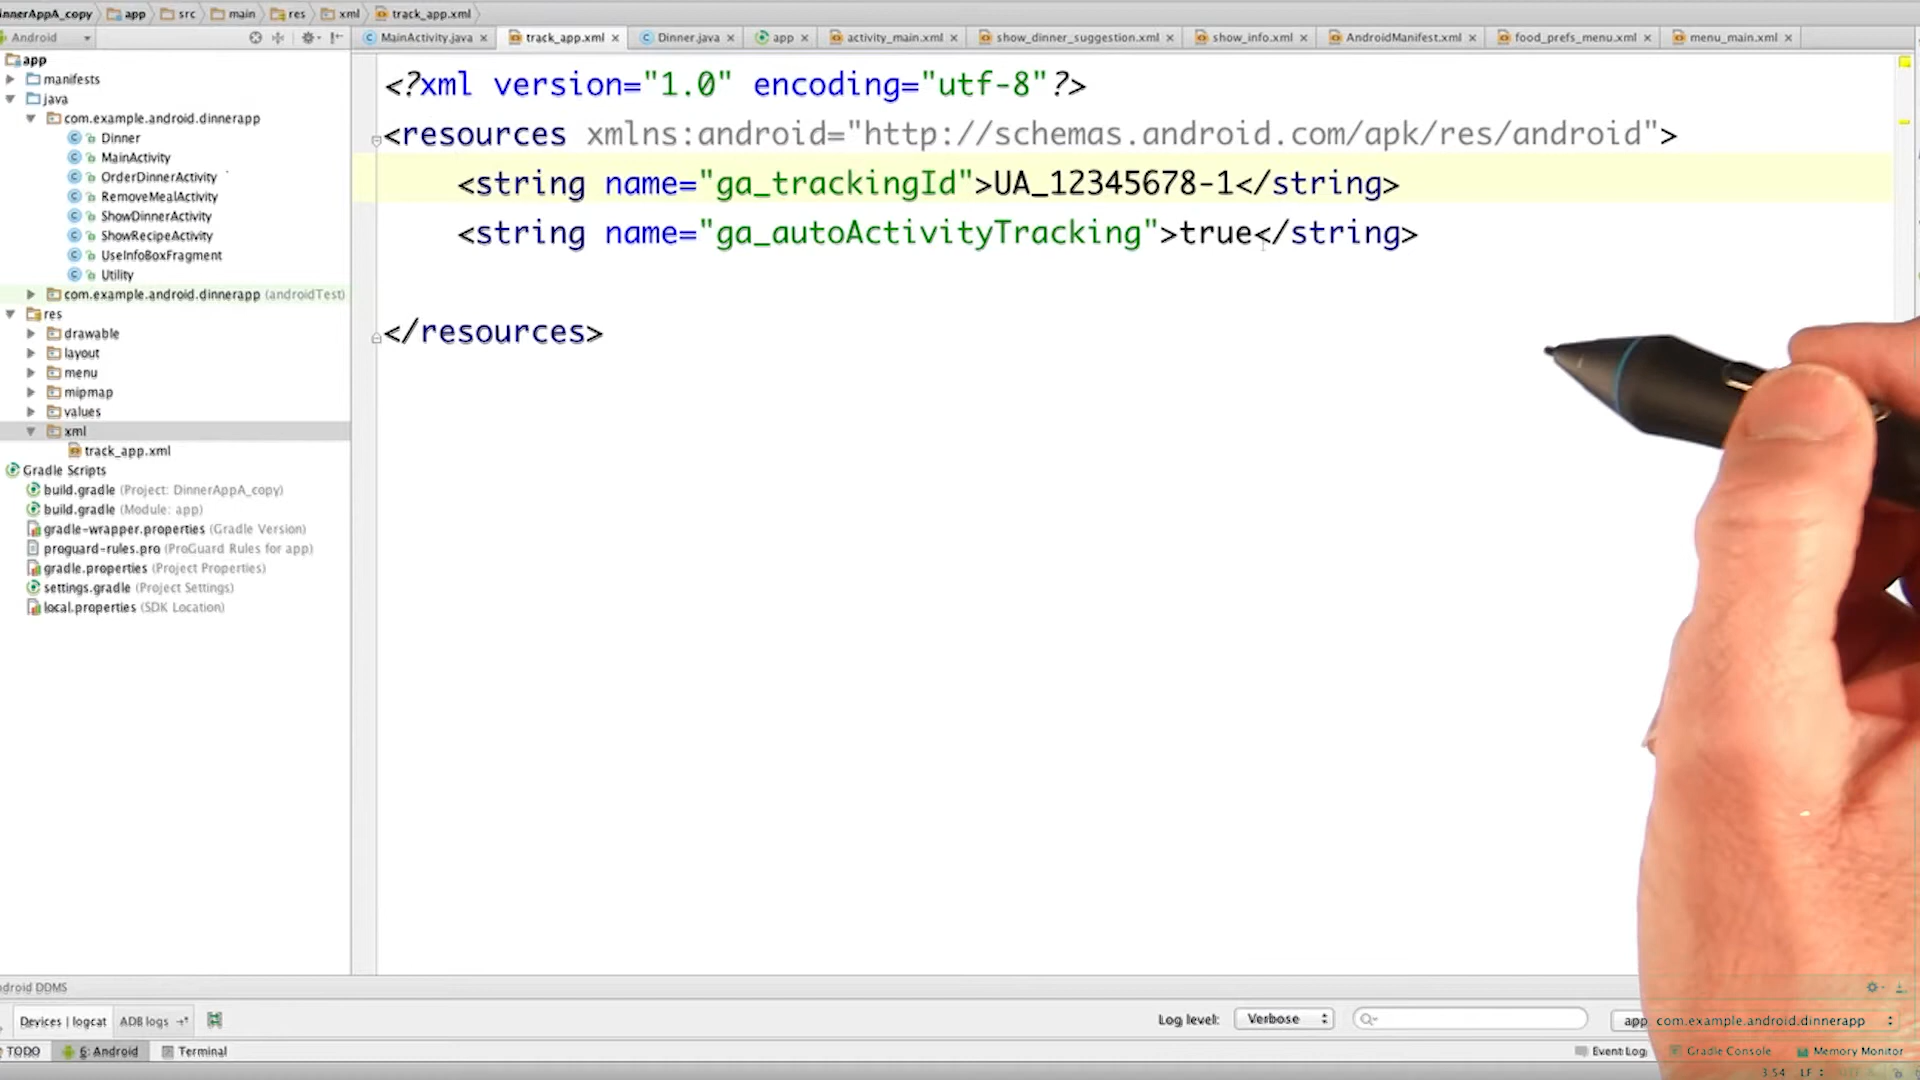 innerAppA_copy app src main res xml track_app.xml
Android
MainActivity.java track_app.xml Dinner.java app activity_main.xml show_dinner_suggestion.xml show_info.xml AndroidManifest.xml food_prefs_menu.xml menu_main.xml
app
manifests
java
com.example.android.dinnerapp
Dinner
MainActivity
OrderDinnerActivity
RemoveMealActivity
ShowDinnerActivity
ShowRecipeActivity
UseInfoBoxFragment
Utility
com.example.android.dinnerapp (androidTest)
res
drawable
layout
menu
mipmap
values
xml
track_app.xml
Gradle Scripts
build.gradle (Project: DinnerAppA_copy)
build.gradle (Module: app)
gradle-wrapper.properties (Gradle Version)
proguard-rules.pro (ProGuard Rules for app)
gradle.properties (Project Properties)
settings.gradle (Project Settings)
local.properties (SDK Location)
<?xml version="1.0" encoding="utf-8"?>
<resources xmlns:android="http://schemas.android.com/apk/res/android">
<string name="ga_trackingId">UA_12345678-1</string>
<string name="ga_autoActivityTracking">true</string>
</resources>
ndroid DDMS
Devices | logcat ADB logs Log level: Verbose app com.example.android.dinnerapp
TODO 6: Android Terminal Event Log Gradle Console Memory Monitor
3:54 LF